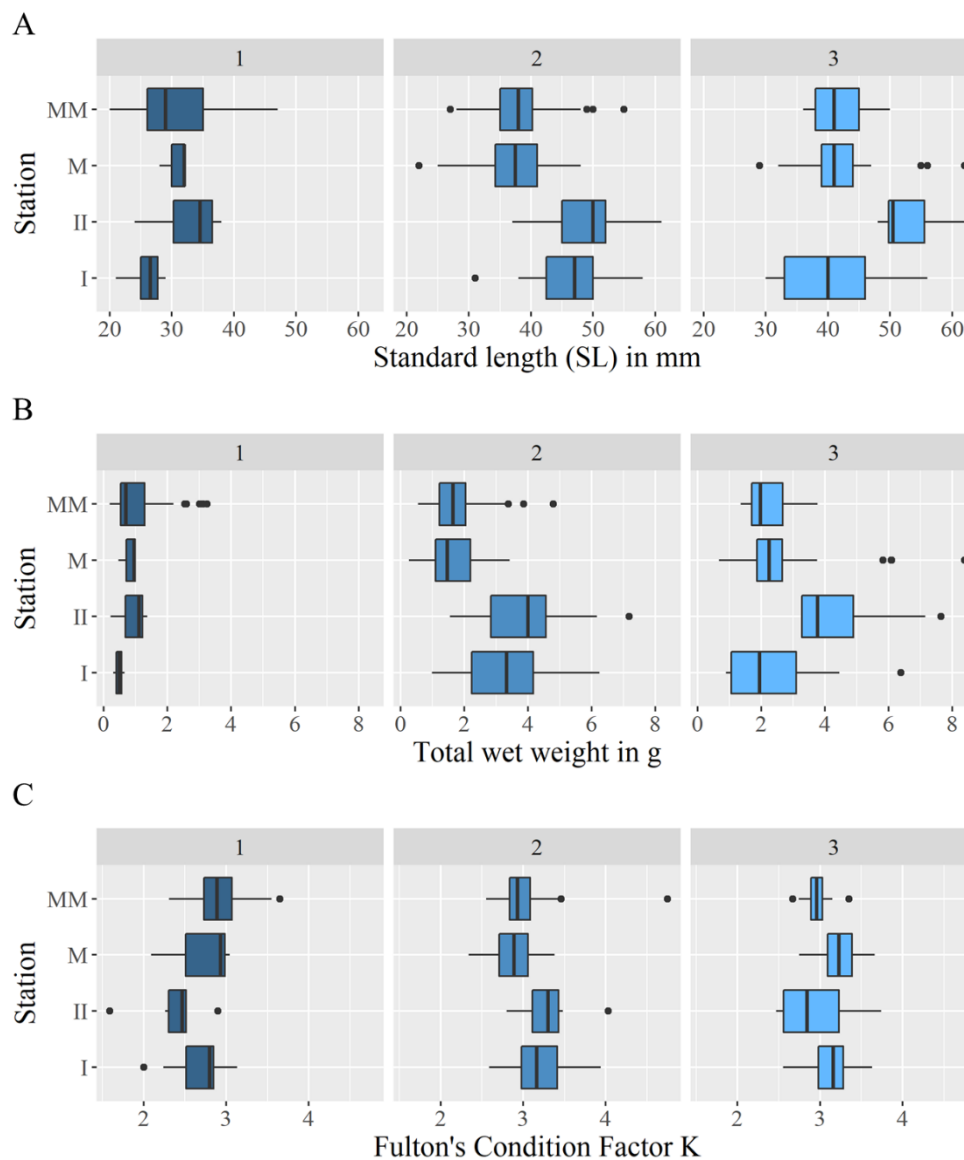 A
1 2 3
MM
M
II
I
Station
20 30 40 50 60 20 30 40 50 60 20 30 40 50 60
Standard length (SL) in mm
B
1 2 3
MM
M
II
I
Station
0 2 4 6 8 0 2 4 6 8 0 2 4 6 8
Total wet weight in g
C
1 2 3
MM
M
II
I
Station
2 3 4 2 3 4 2 3 4
Fulton's Condition Factor K